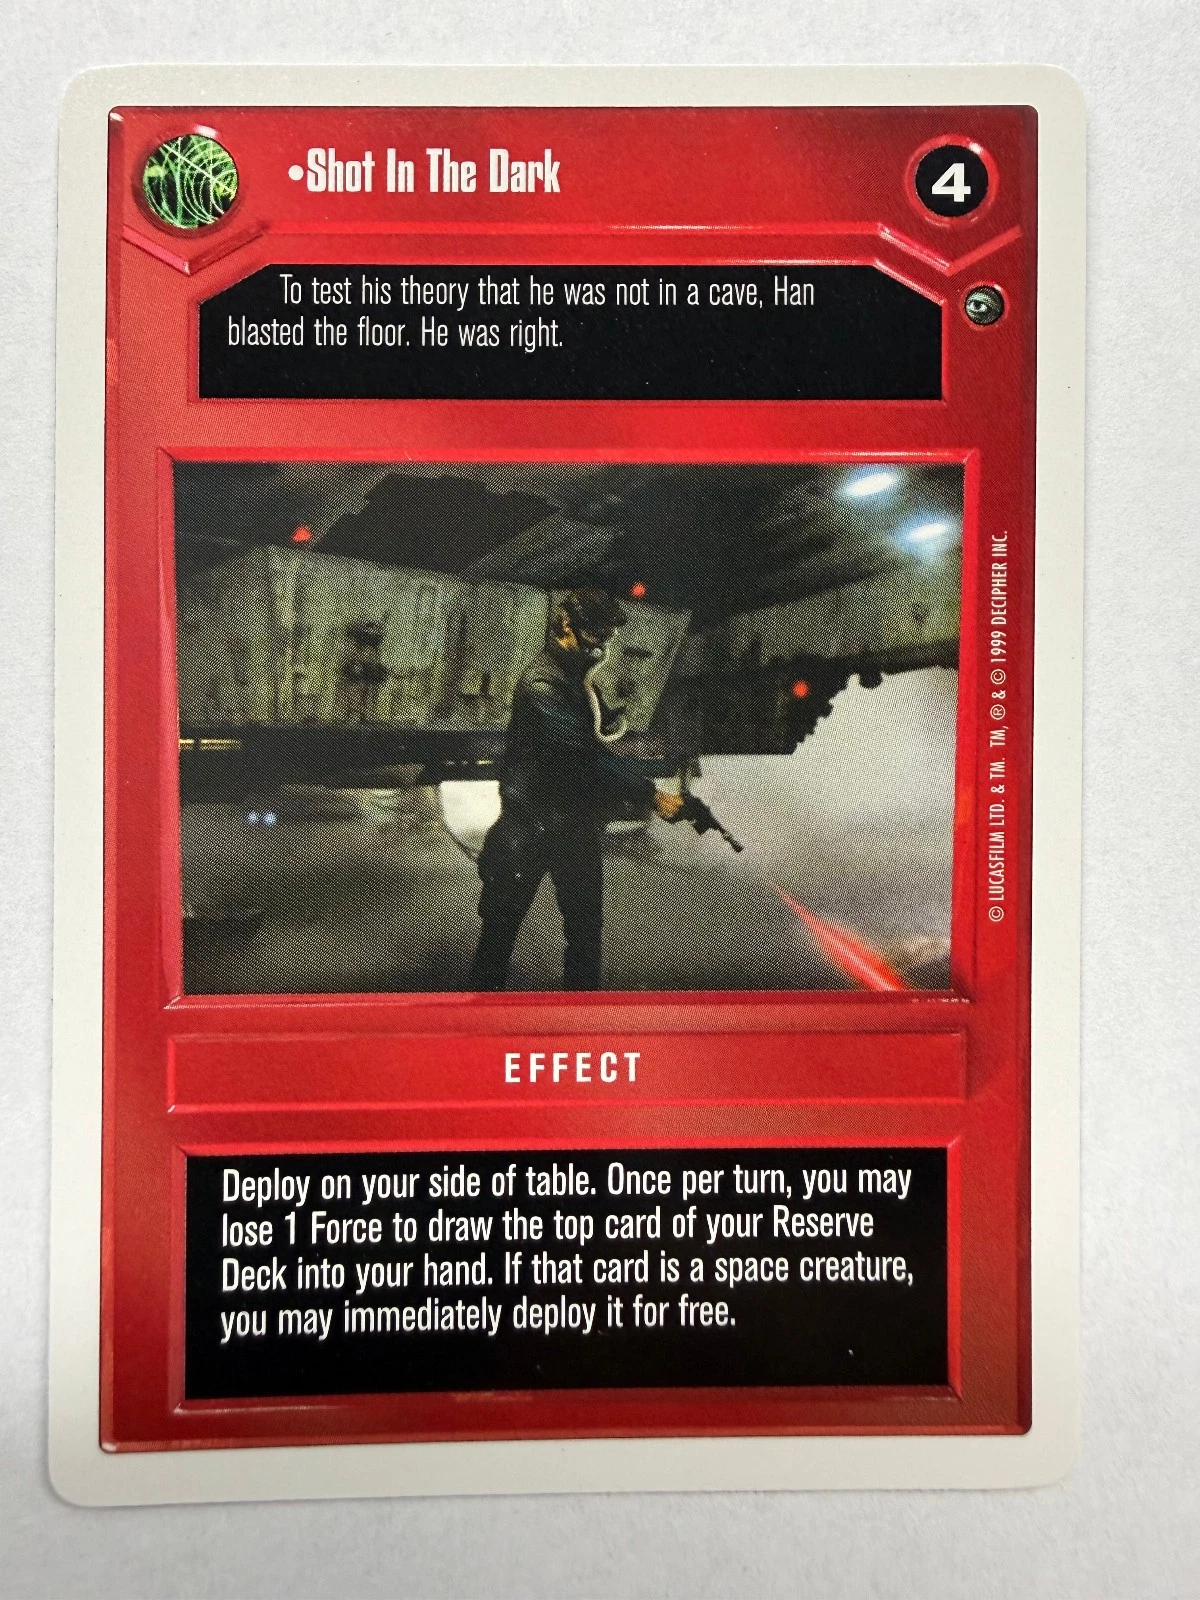 •Shot In The Dark
4
To test his theory that he was not in a cave, Han
blasted the floor. He was right.
© LUCASFILM LTD. & TM. TM, ® & © 1999 DECIPHER INC.
EFFECT
Deploy on your side of table. Once per turn, you may
lose 1 Force to draw the top card of your Reserve
Deck into your hand. If that card is a space creature,
you may immediately deploy it for free.